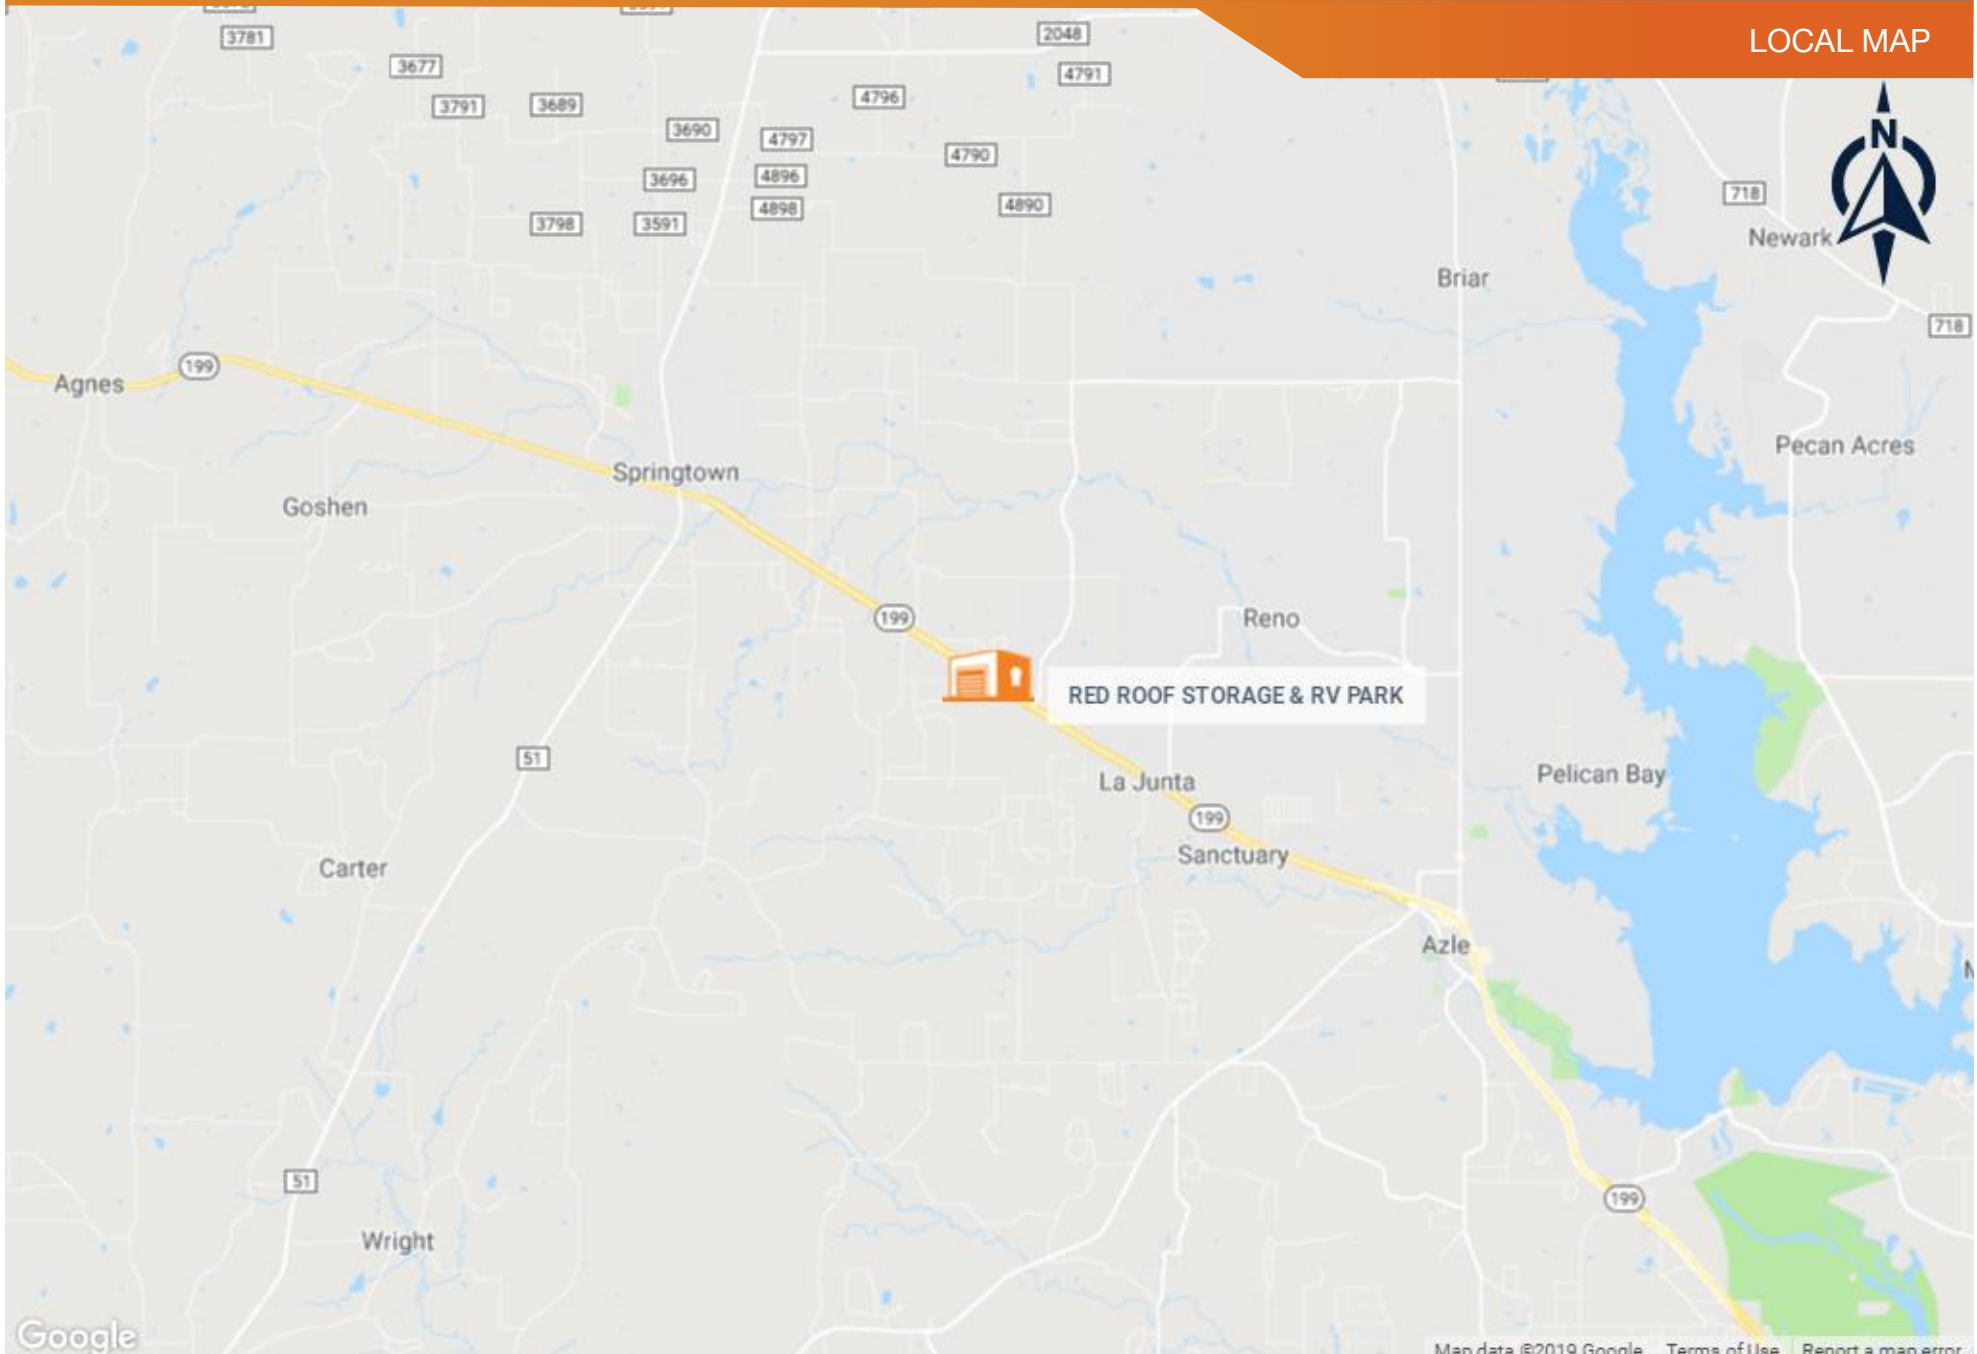 LOCAL MAP
3781
2048
3677
4791
3791
3689
4796
3690
4797
4790
3696
4896
4898
4890
3798
3591
718
N
Newark
Briar
718
199
Agnes
Pecan Acres
Springtown
Goshen
199
Reno
RED ROOF STORAGE & RV PARK
51
La Junta
Pelican Bay
199
Sanctuary
Carter
Azle
51
199
Wright
Google
Map data ©2019 Google Terms of Use Report a map error